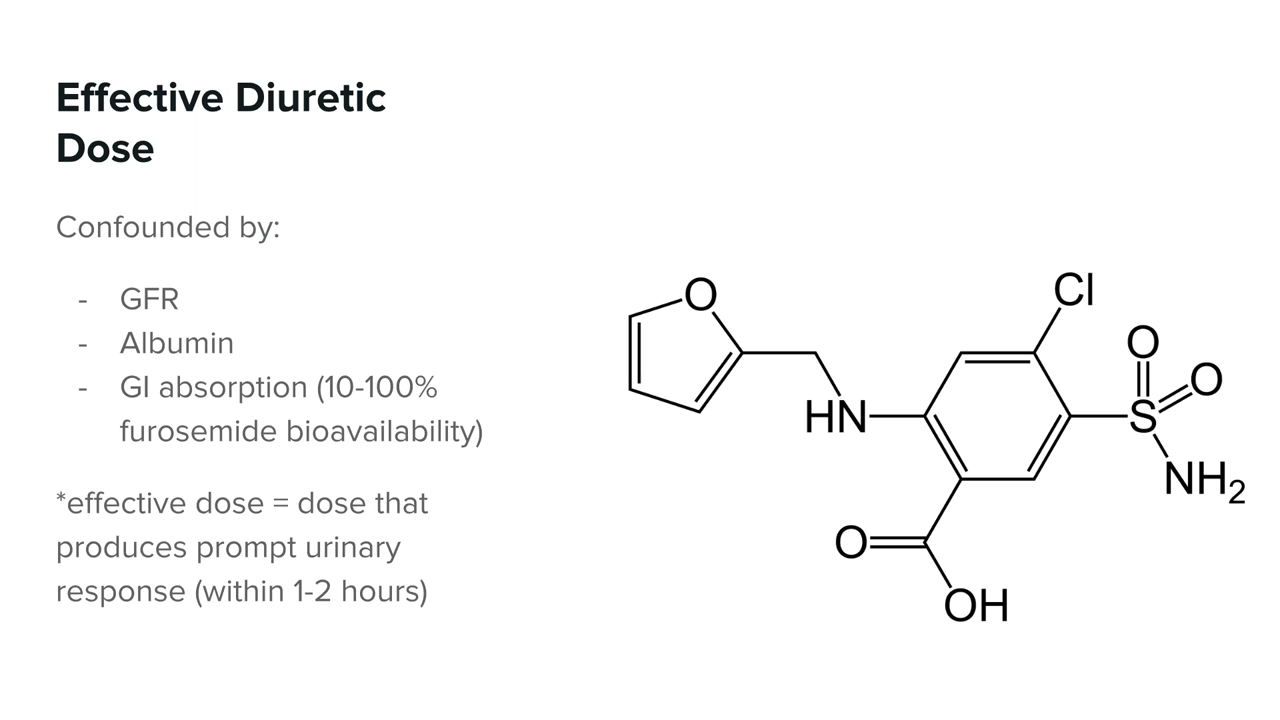 Effective Diuretic
Dose
Confounded by:
- GFR
- Albumin
- GI absorption (10-100%
furosemide bioavailability)
*effective dose = dose that
produces prompt urinary
response (within 1-2 hours)
O
Cl
O
O
HN
S
NH₂
O
OH